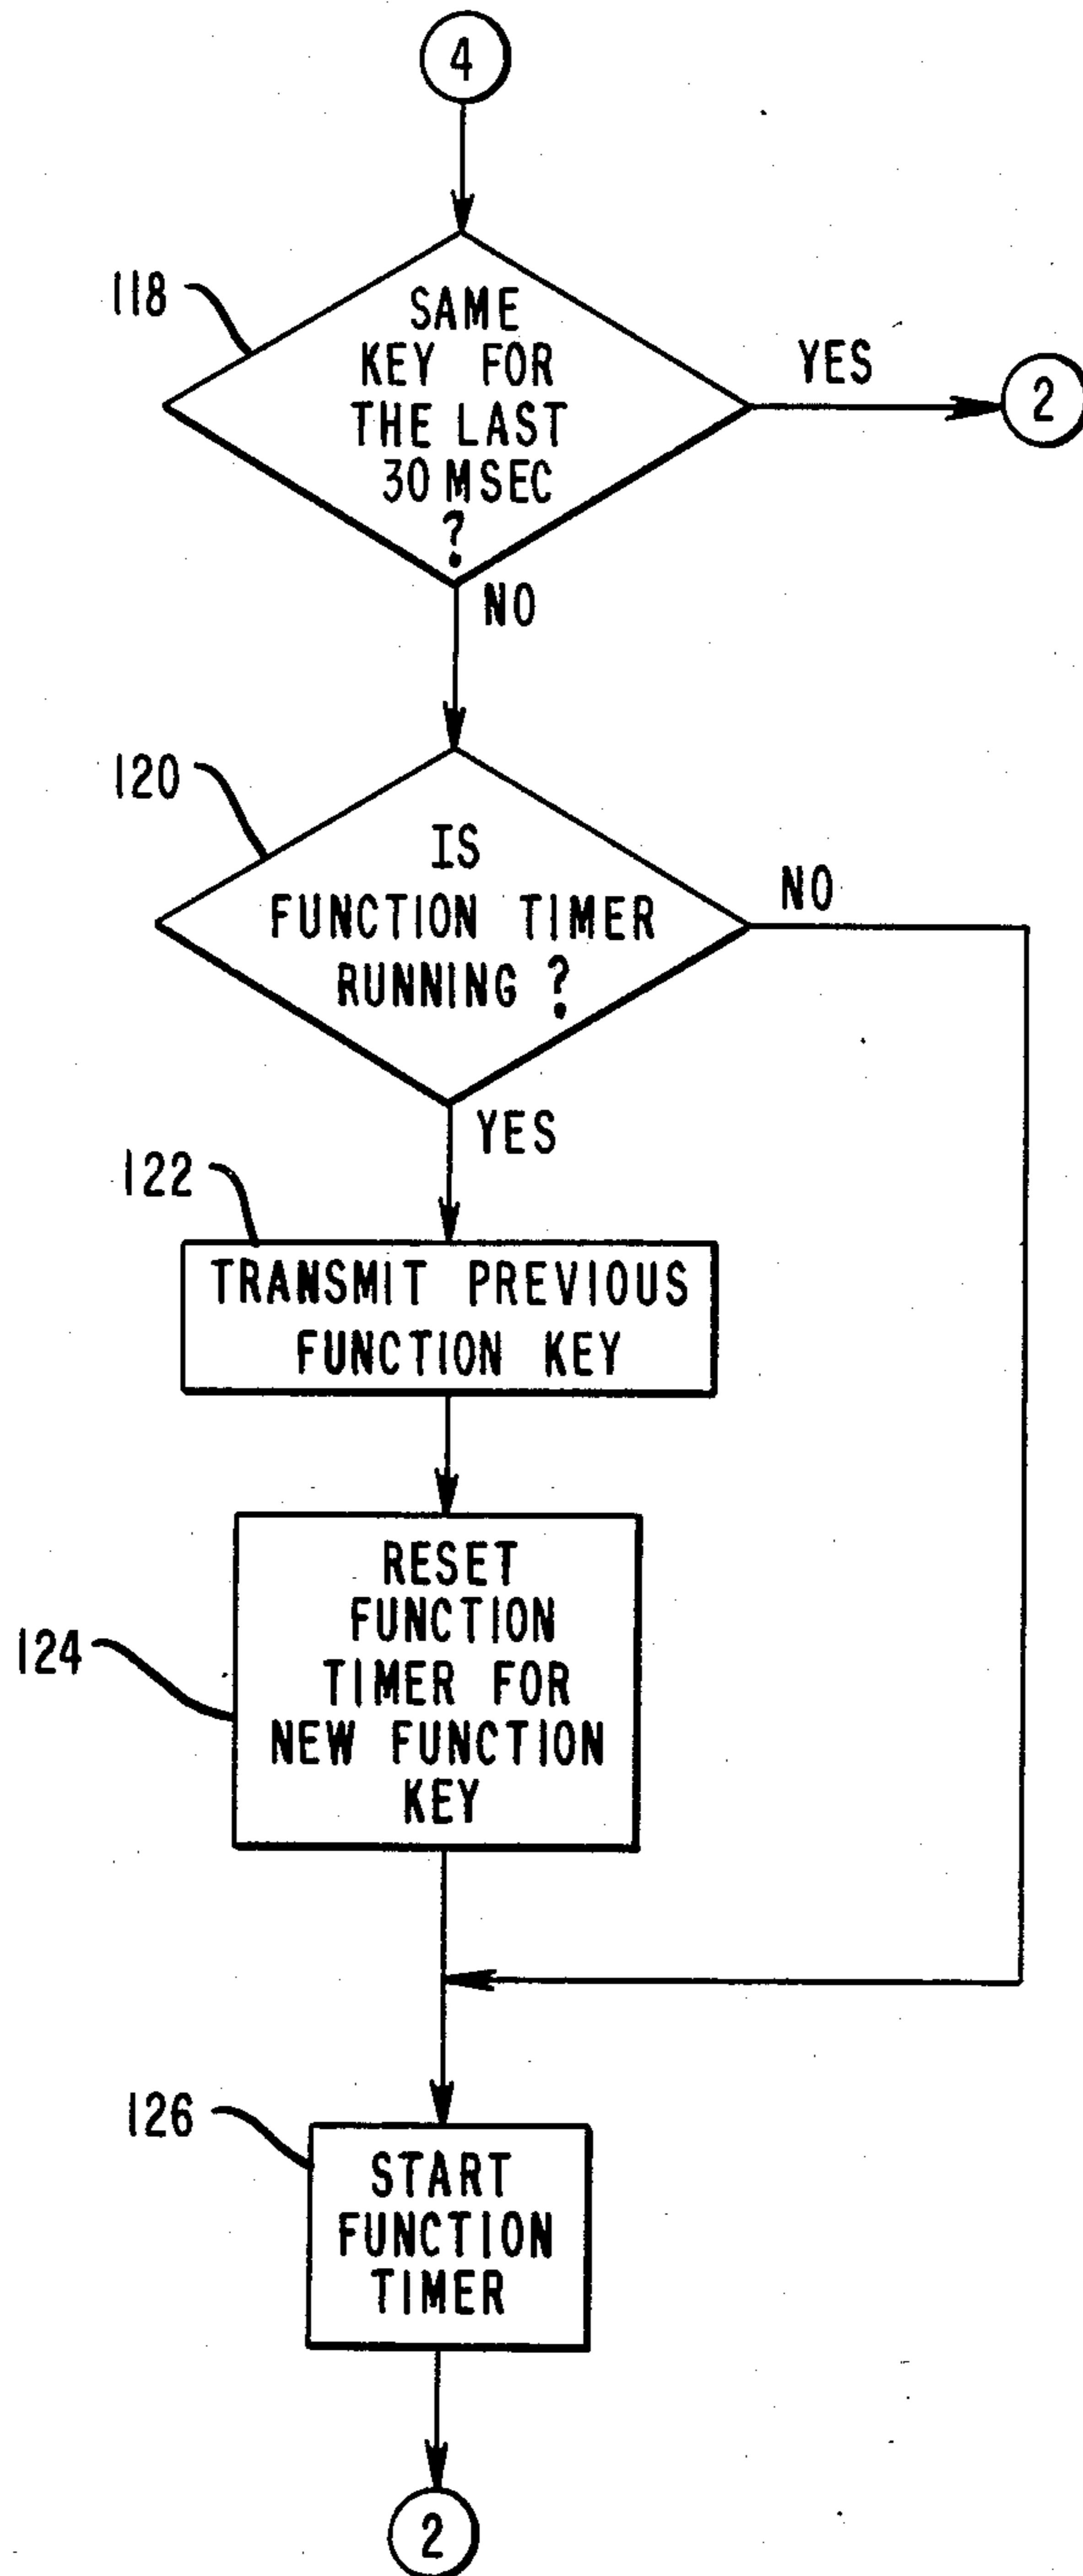 4
118
SAME
KEY FOR
THE LAST
30 MSEC
?
YES
2
NO
120
IS
FUNCTION TIMER
RUNNING ?
NO
YES
122
TRANSMIT PREVIOUS
FUNCTION KEY
124
RESET
FUNCTION
TIMER FOR
NEW FUNCTION
KEY
126
START
FUNCTION
TIMER
2